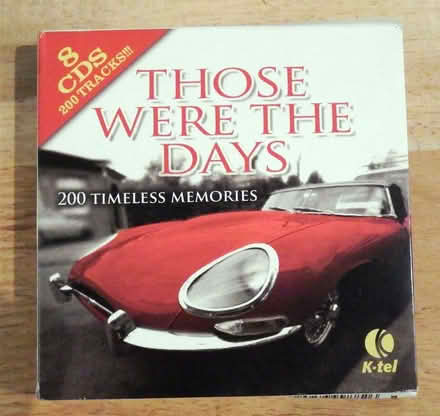 8
CDS
200 TRACKS!!!
THOSE
WERE THE
DAYS
200 TIMELESS MEMORIES
K
K-tel